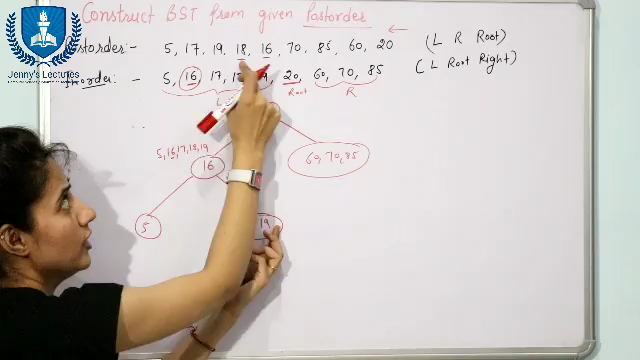 Construct BST from given Postorder
Postorder:- 5, 17, 19, 18, 16, 70, 85, 60, 20 (L R Root)
5, 16, 17, 20, 60, 70, 85 (L Root Right)
Jenny's Lectures
L Root R
5,16,17,18,19
16
60,70,85
5
19